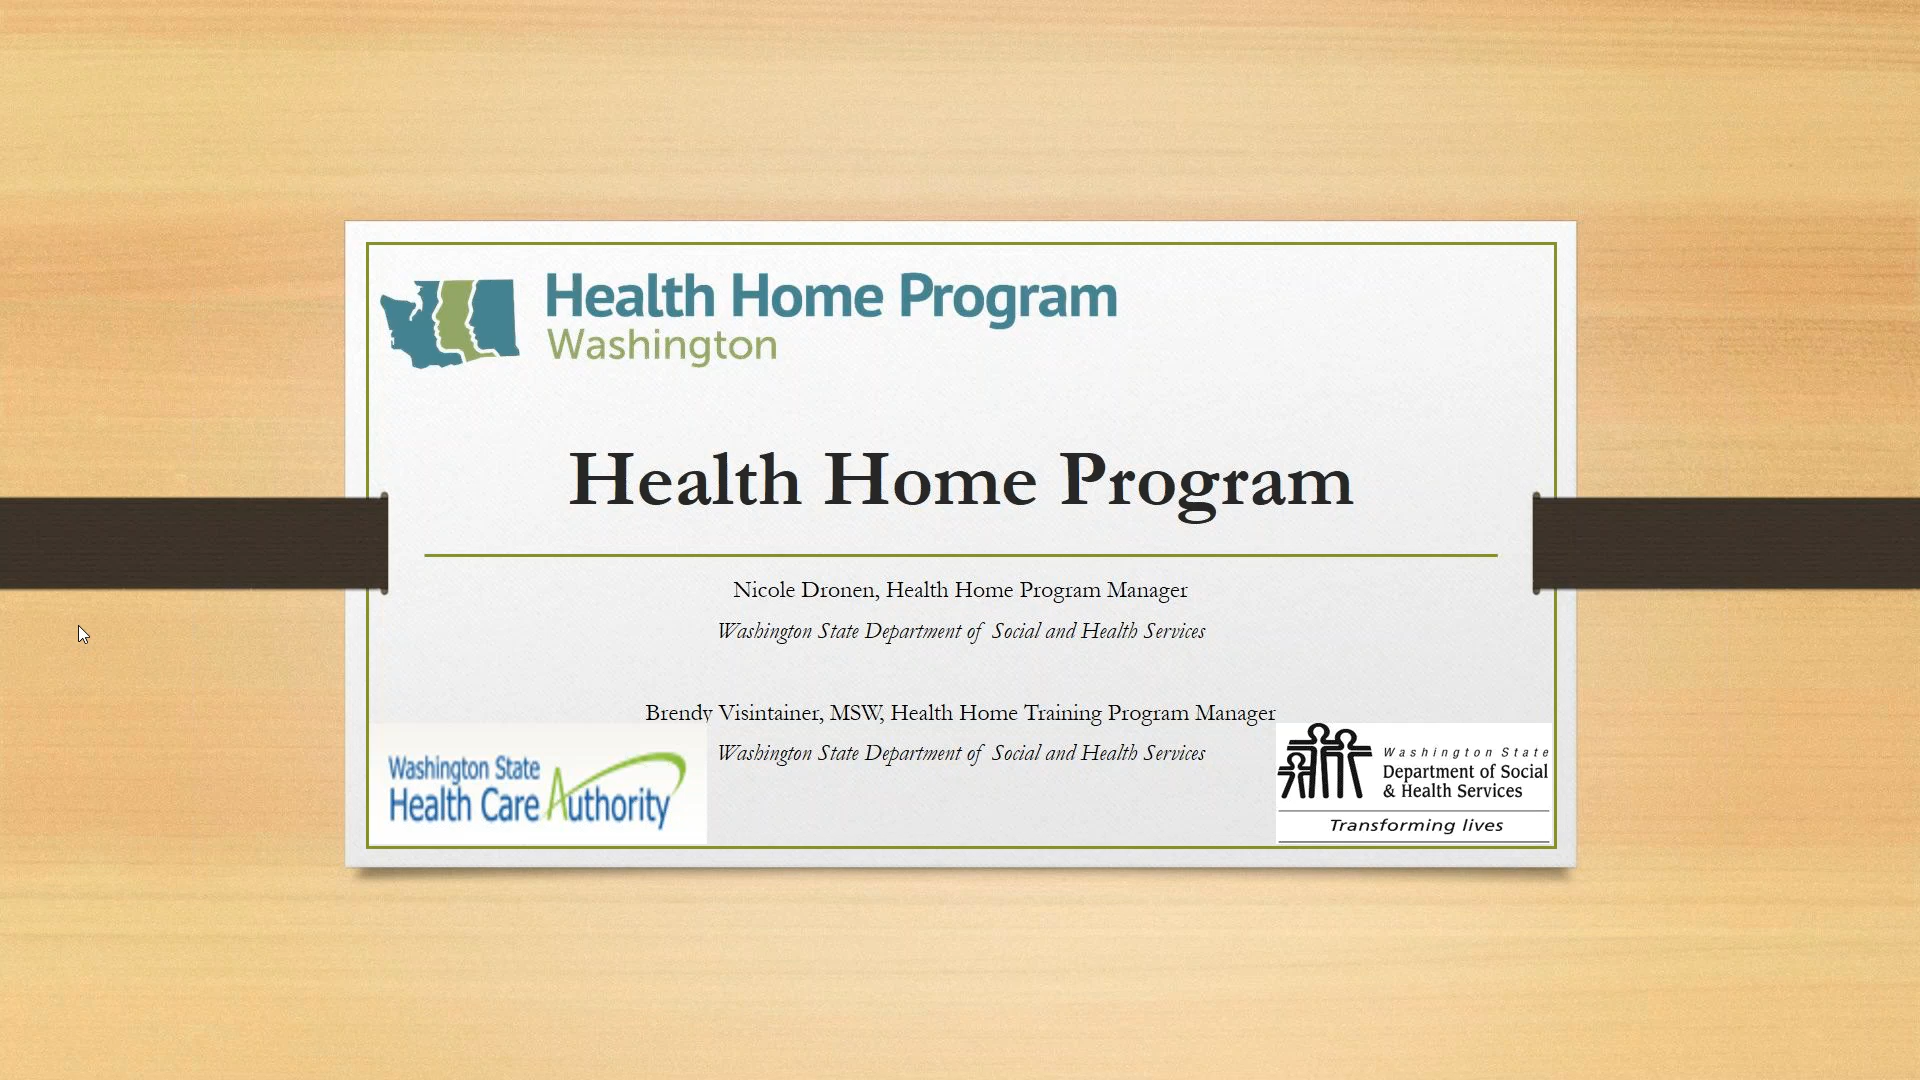 Health Home Program
Washington
Health Home Program
Nicole Dronen, Health Home Program Manager
Washington State Department of Social and Health Services
Brendy Visintainer, MSW, Health Home Training Program Manager
Washington State Department of Social and Health Services
Washington State
Health Care Authority
Washington State
Department of Social
& Health Services
Transforming lives